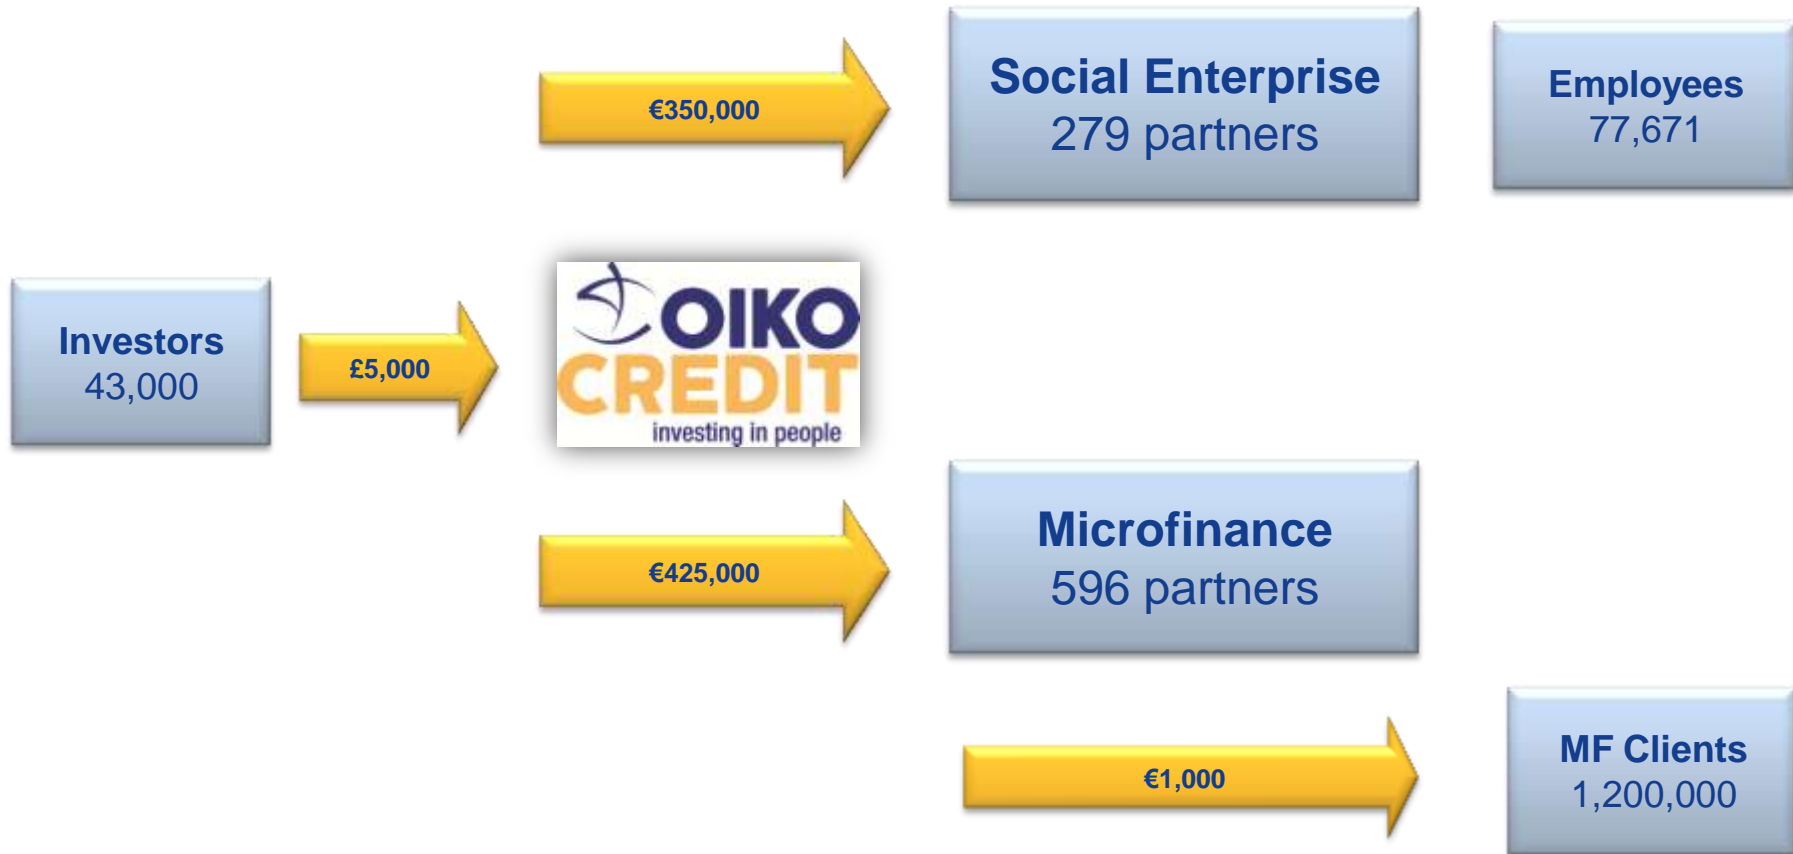 €350,000
Social Enterprise
279 partners
Employees
77,671
Investors
43,000
£5,000
OIKO
CREDIT
investing in people
€425,000
Microfinance
596 partners
€1,000
MF Clients
1,200,000